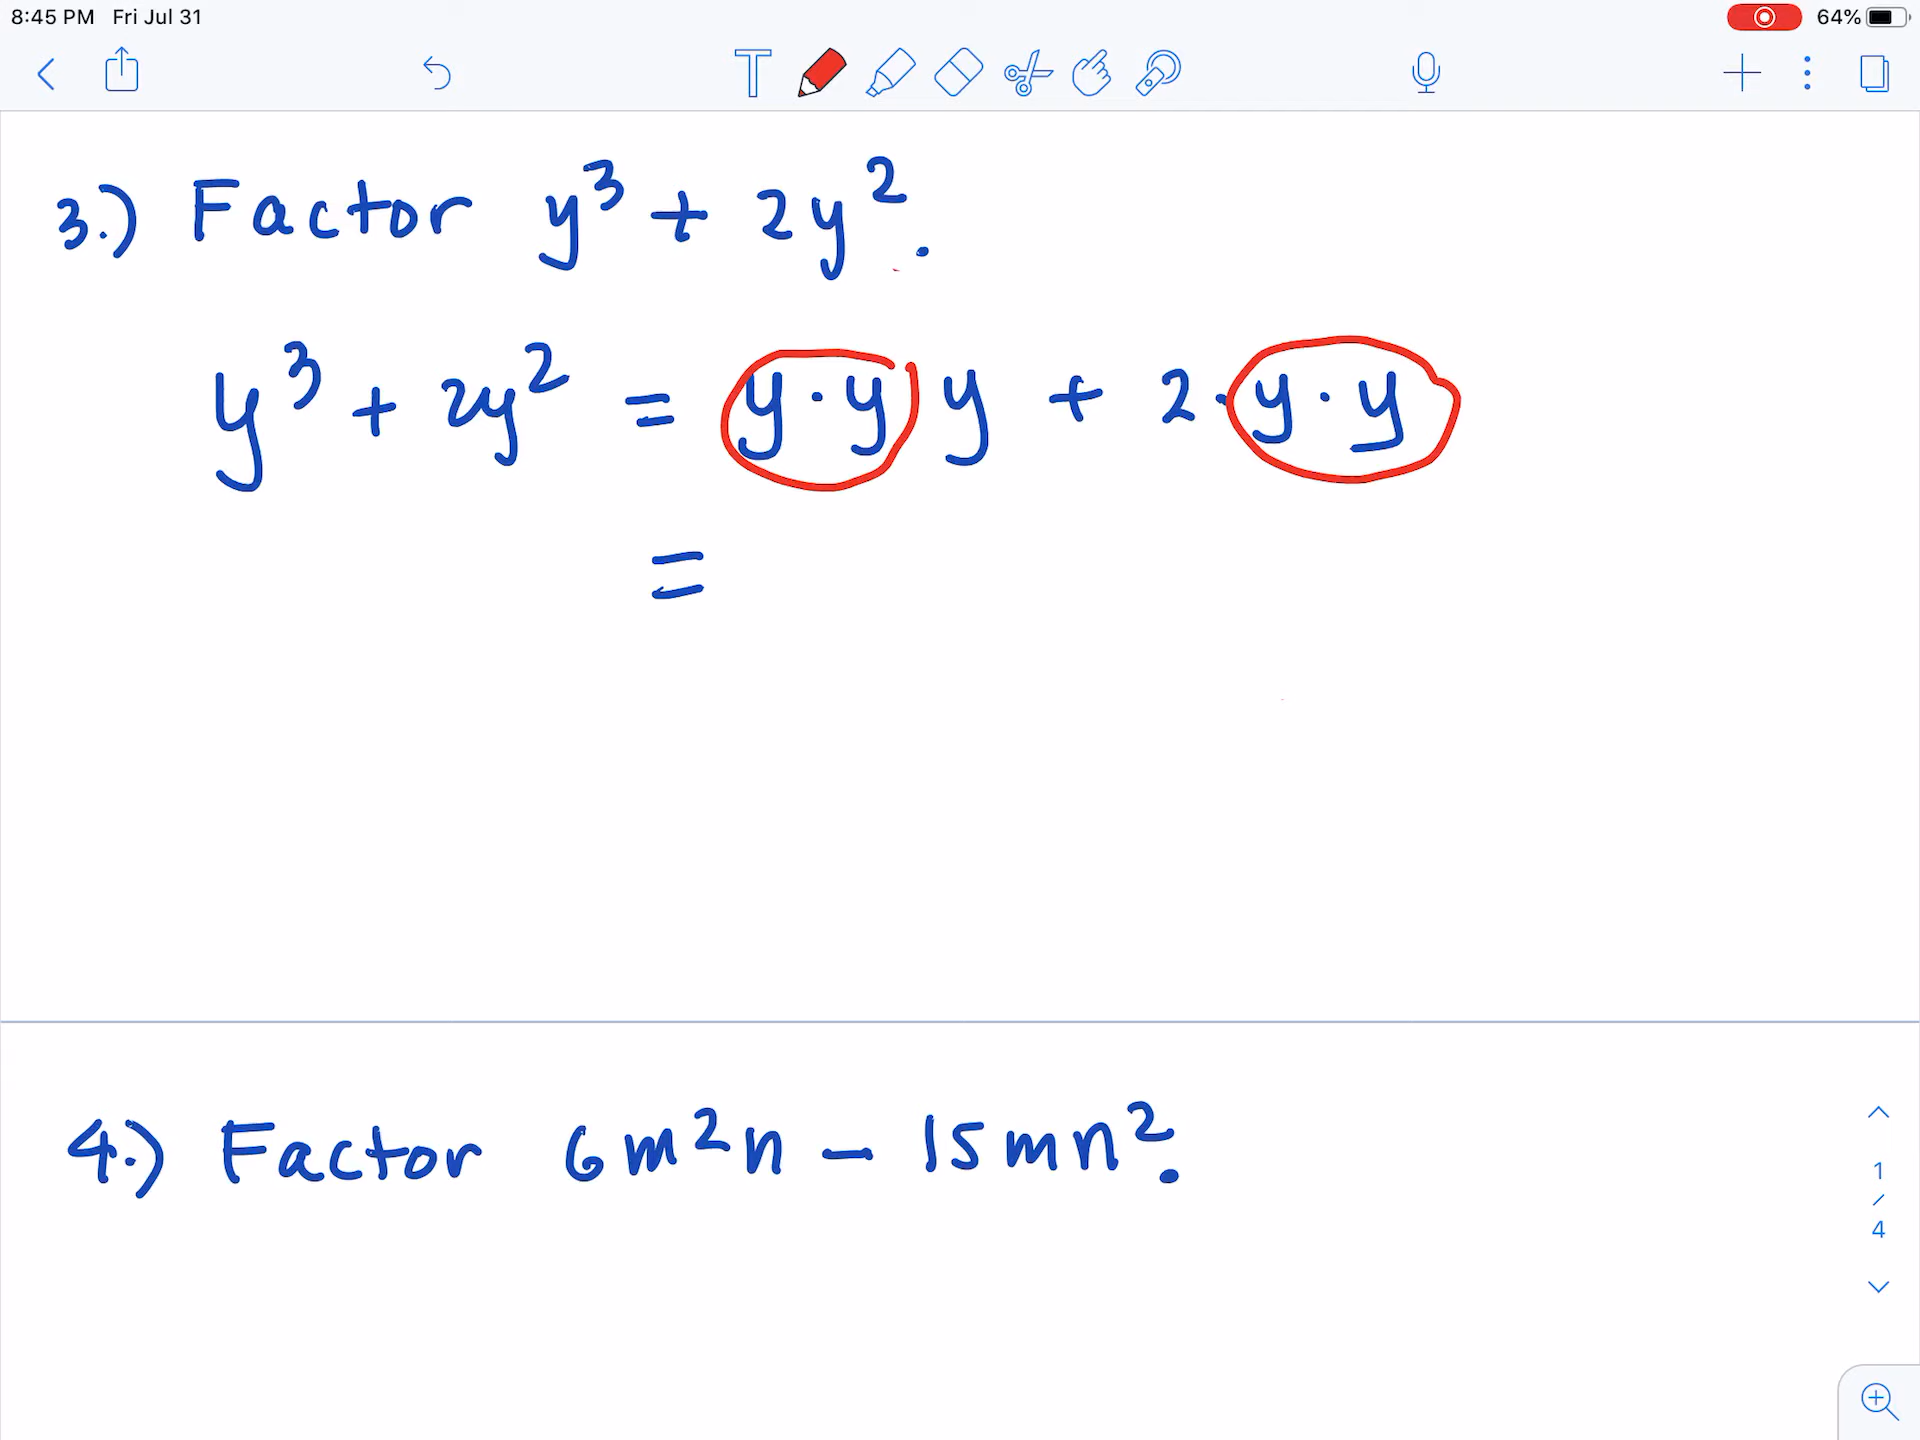 8:45 PM Fri Jul 31 64%
T
3.) Factor y³ + 2y².
y³ + 2y² = y · y y + 2 · y · y
=
4.) Factor 6m²n - 15mn².
1
/
4